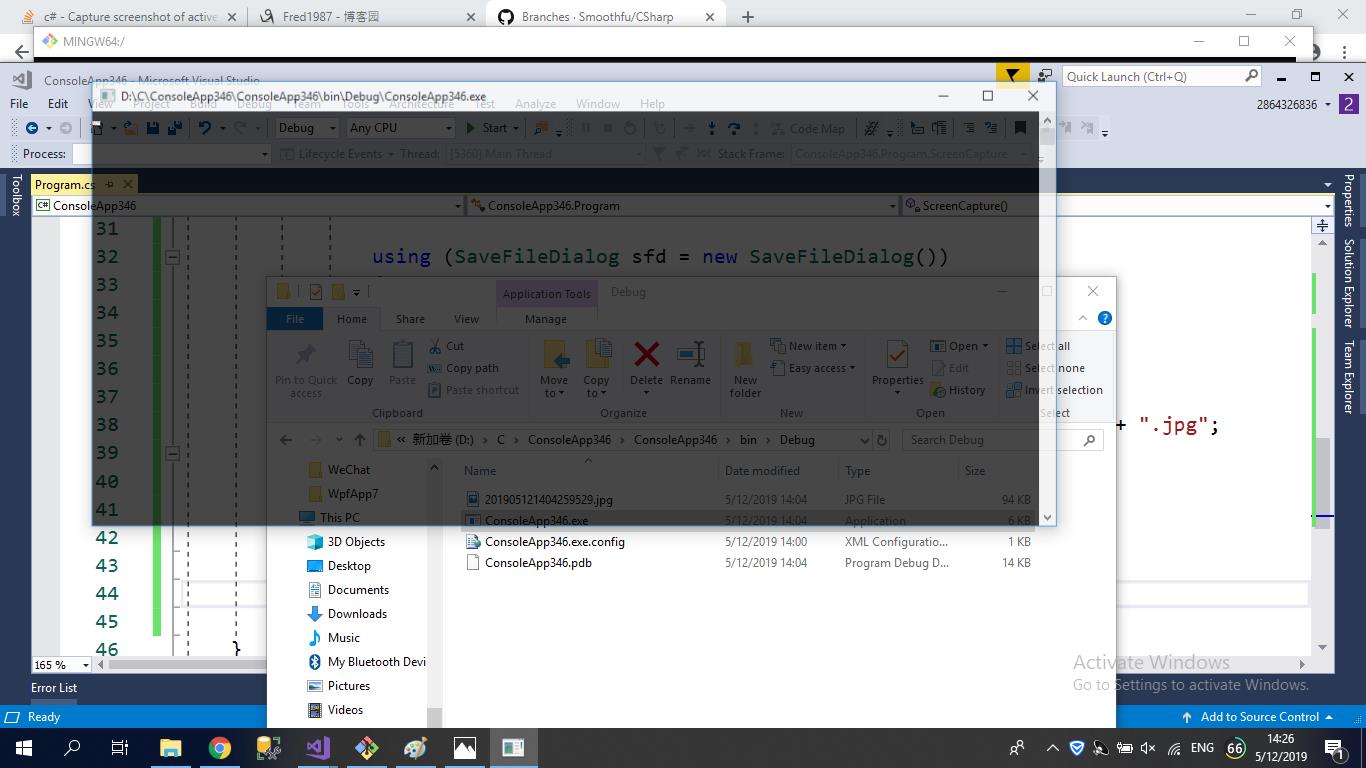 c# - Capture screenshot of active
Fred1987 - 博客园
Branches · Smoothfu/CSharp
MINGW64:/
ConsoleApp346 - Microsoft Visual Studio
Quick Launch (Ctrl+Q)
D:\C\ConsoleApp346\ConsoleApp346\bin\Debug\ConsoleApp346.exe
File Edit View Project Build Debug Team Tools Architecture Test Analyze Window Help
2864326836 2
Debug Any CPU Start Code Map
Process: Lifecycle Events Thread: [5360] Main Thread Stack Frame: ConsoleApp346.Program.ScreenCapture
Program.cs
ConsoleApp346 ConsoleApp346.Program ScreenCapture()
Toolbox
Properties
Solution Explorer
Team Explorer
31
32 using (SaveFileDialog sfd = new SaveFileDialog())
33
34
35
36
37
38 + ".jpg";
39
40
41
42
43
44
45
46 }
Application Tools Debug
File Home Share View Manage
Pin to Quick access
Copy
Paste
Cut
Copy path
Paste shortcut
Clipboard
Move to
Copy to
Delete
Rename
Organize
New folder
New item
Easy access
New
Properties
Open
Edit
History
Open
Select all
Select none
Invert selection
Select
« 新加卷 (D:) > C > ConsoleApp346 > ConsoleApp346 > bin > Debug
Search Debug
WeChat
WpfApp7
This PC
3D Objects
Desktop
Documents
Downloads
Music
My Bluetooth Devi
Pictures
Videos
Name Date modified Type Size
201905121404259529.jpg 5/12/2019 14:04 JPG File 94 KB
ConsoleApp346.exe 5/12/2019 14:04 Application 6 KB
ConsoleApp346.exe.config 5/12/2019 14:00 XML Configuratio... 1 KB
ConsoleApp346.pdb 5/12/2019 14:04 Program Debug D... 14 KB
165 %
Activate Windows
Go to Settings to activate Windows.
Error List
Ready
Add to Source Control
ENG
66
14:26
5/12/2019
1